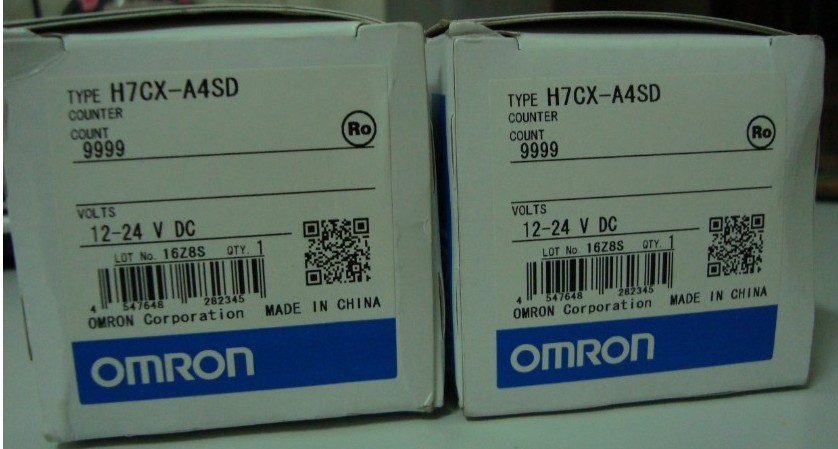 TYPE H7CX-A4SD
COUNTER
COUNT
9999
Ro
VOLTS
12-24 V DC
LOT No. 16Z8S QTY. 1
4 547648 282345
OMRON Corporation MADE IN CHINA
OMRON
TYPE H7CX-A4SD
COUNTER
COUNT
9999
Ro
VOLTS
12-24 V DC
LOT No. 16Z8S QTY. 1
4 547648 282345
OMRON Corporation MADE IN CHINA
OMRON